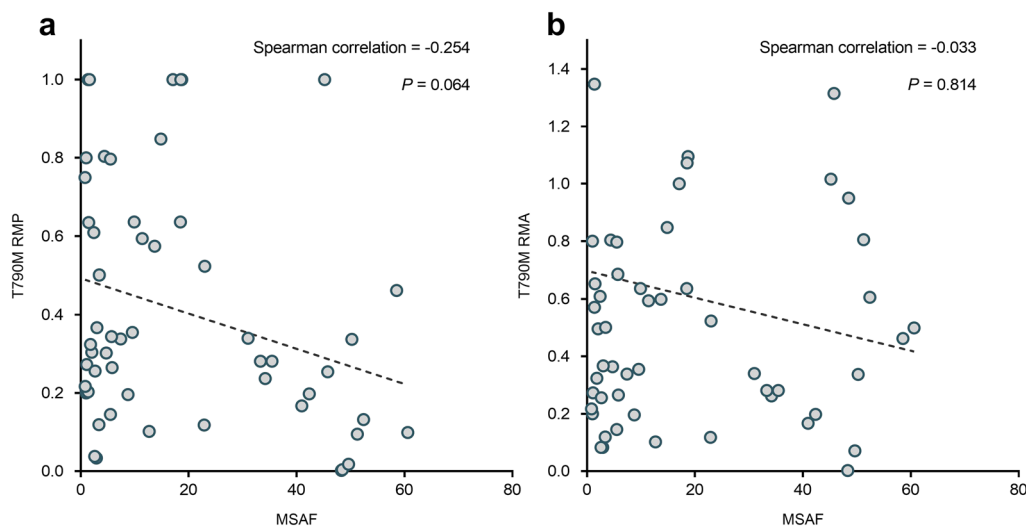 a
Spearman correlation = -0.254
P = 0.064
T790M RMP
1.0
0.8
0.6
0.4
0.2
0.0
0
20
40
60
80
MSAF
b
Spearman correlation = -0.033
P = 0.814
T790M RMA
1.4
1.2
1.0
0.8
0.6
0.4
0.2
0.0
0
20
40
60
80
MSAF